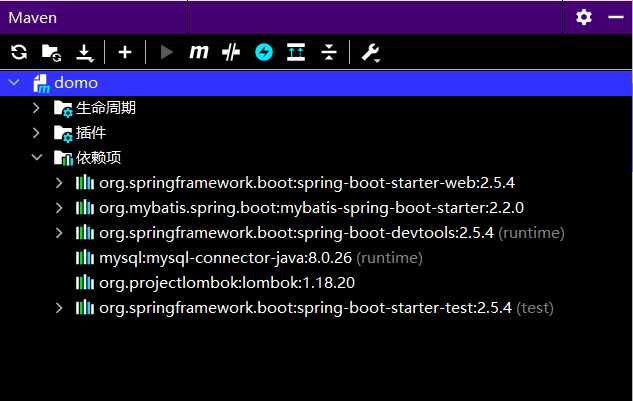 Maven
domo
生命周期
插件
依赖项
org.springframework.boot:spring-boot-starter-web:2.5.4
org.mybatis.spring.boot:mybatis-spring-boot-starter:2.2.0
org.springframework.boot:spring-boot-devtools:2.5.4 (runtime)
mysql:mysql-connector-java:8.0.26 (runtime)
org.projectlombok:lombok:1.18.20
org.springframework.boot:spring-boot-starter-test:2.5.4 (test)